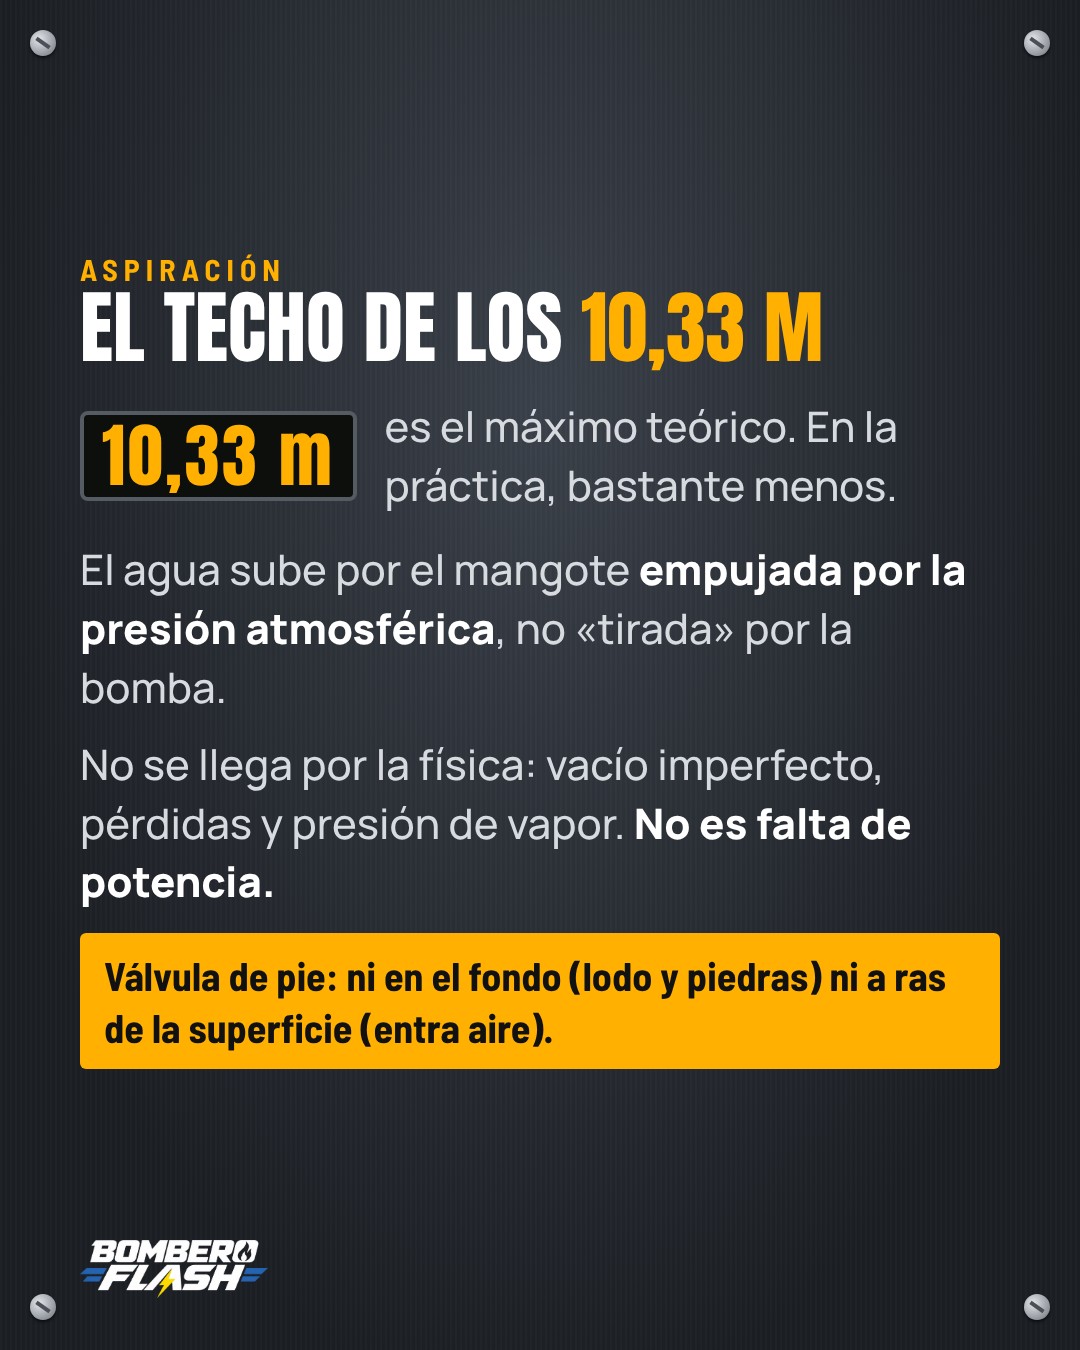 ASPIRACIÓN
EL TECHO DE LOS 10,33 M
10,33 m
es el máximo teórico. En la
práctica, bastante menos.
El agua sube por el mangote empujada por la
presión atmosférica, no «tirada» por la
bomba.
No se llega por la física: vacío imperfecto,
pérdidas y presión de vapor. No es falta de
potencia.
Válvula de pie: ni en el fondo (lodo y piedras) ni a ras
de la superficie (entra aire).
BOMBERO
FLASH